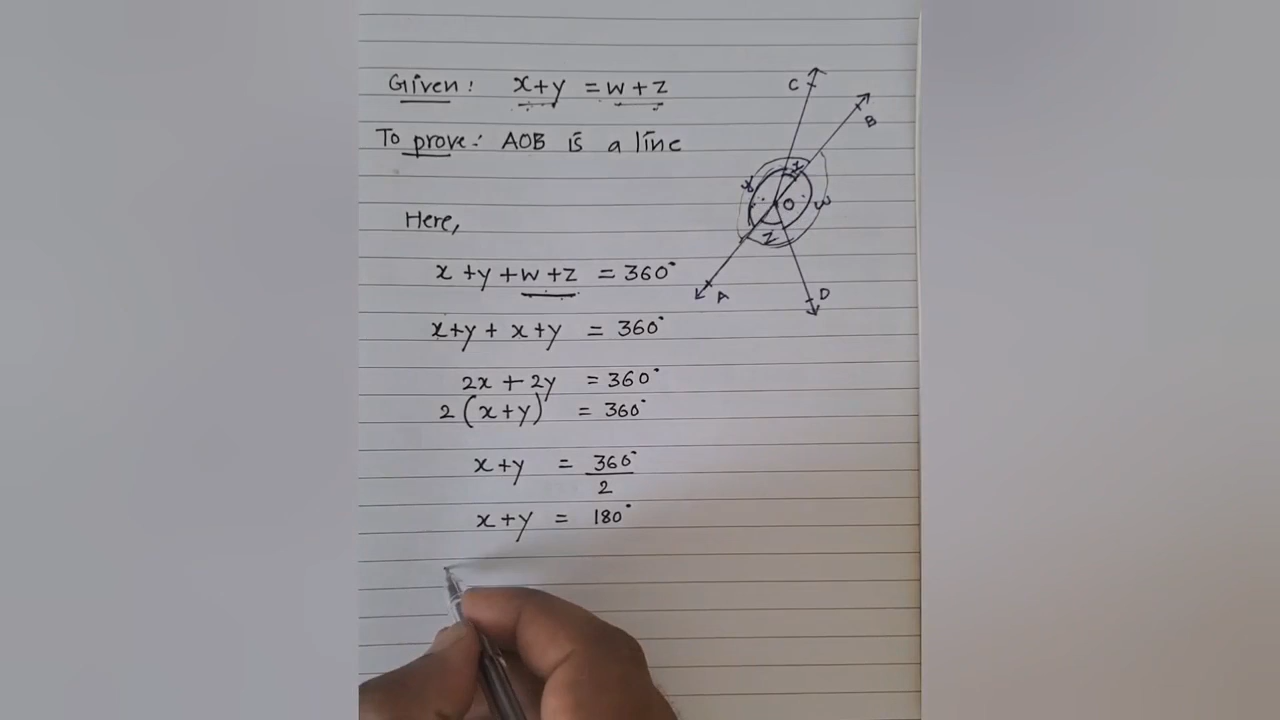 Given: x+y = w+z
To prove: AOB is a line
Here,
x+y+w+z = 360°
x+y+x+y = 360°
2x+2y = 360°
2(x+y) = 360°
x+y = 360°/2
x+y = 180°
C
B
x
y
O
w
z
A
D